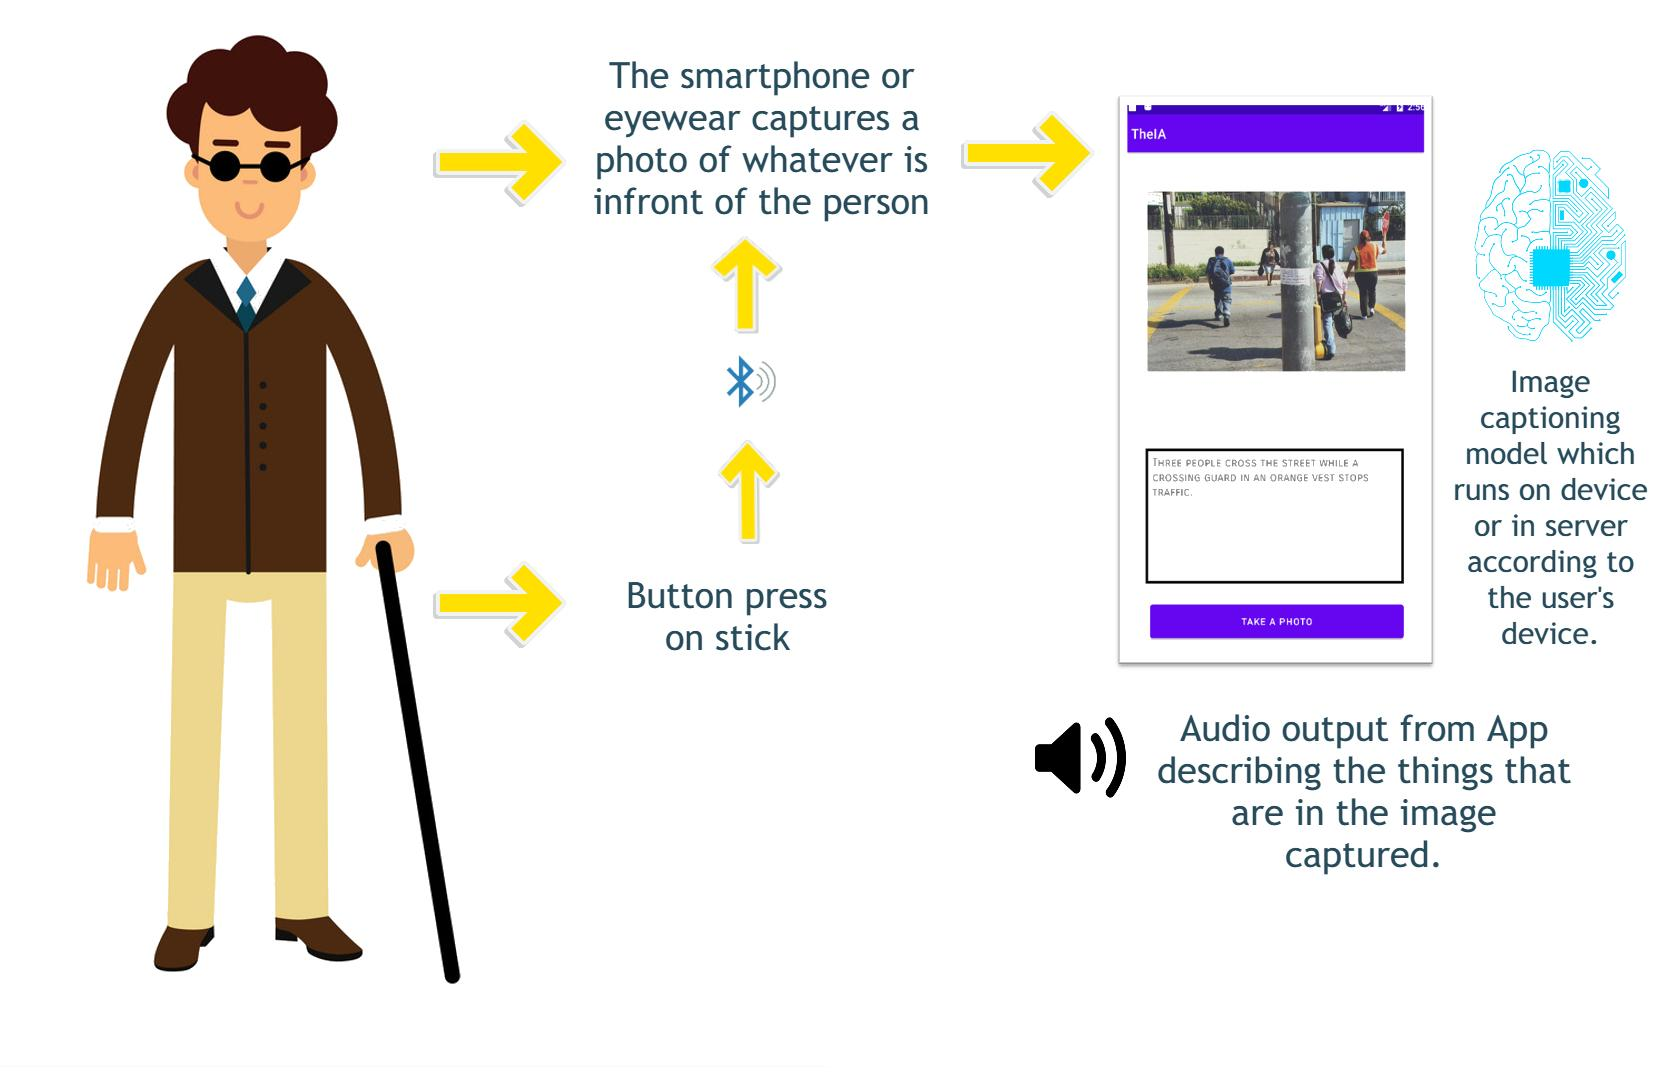 The smartphone or
eyewear captures a
photo of whatever is
infront of the person
Button press
on stick
TheIA
THREE PEOPLE CROSS THE STREET WHILE A
CROSSING GUARD IN AN ORANGE VEST STOPS
TRAFFIC.
TAKE A PHOTO
Image
captioning
model which
runs on device
or in server
according to
the user's
device.
Audio output from App
describing the things that
are in the image
captured.